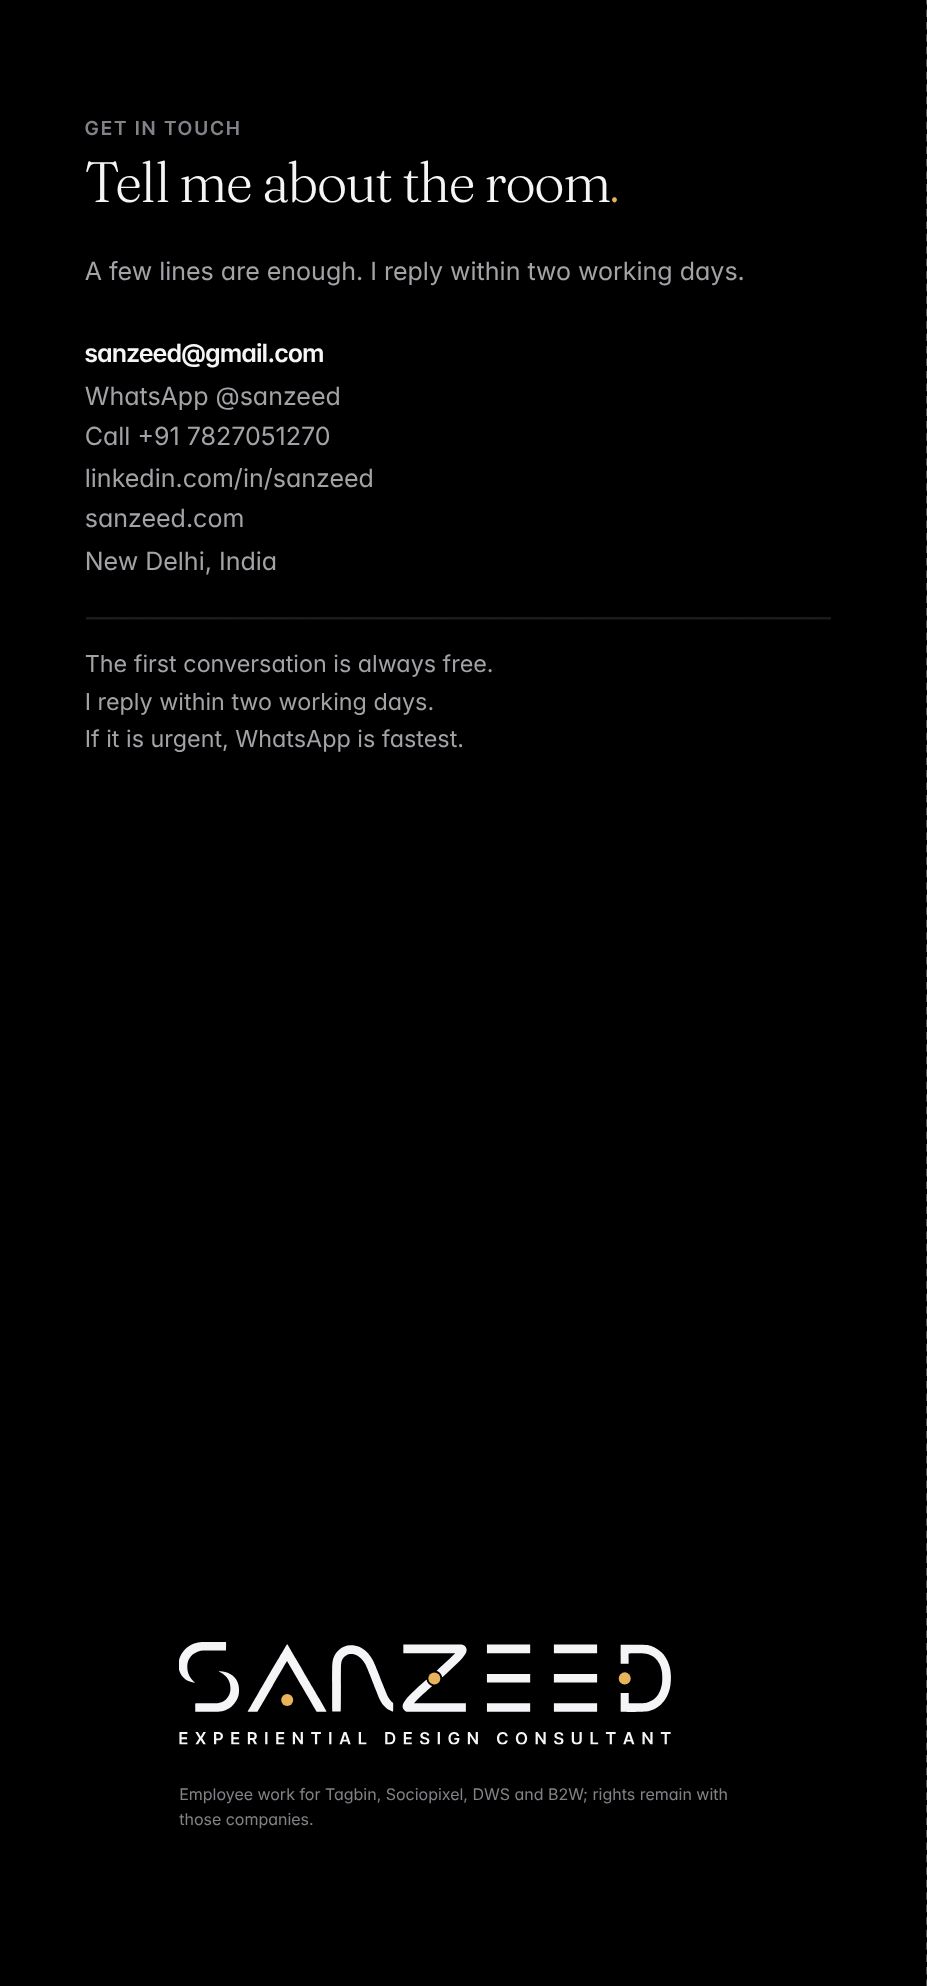 GET IN TOUCH
Tell me about the room.
A few lines are enough. I reply within two working days.
sanzeed@gmail.com
WhatsApp @sanzeed
Call +91 7827051270
linkedin.com/in/sanzeed
sanzeed.com
New Delhi, India
The first conversation is always free.
I reply within two working days.
If it is urgent, WhatsApp is fastest.
SANZEED
EXPERIENTIAL DESIGN CONSULTANT
Employee work for Tagbin, Sociopixel, DWS and B2W; rights remain with
those companies.